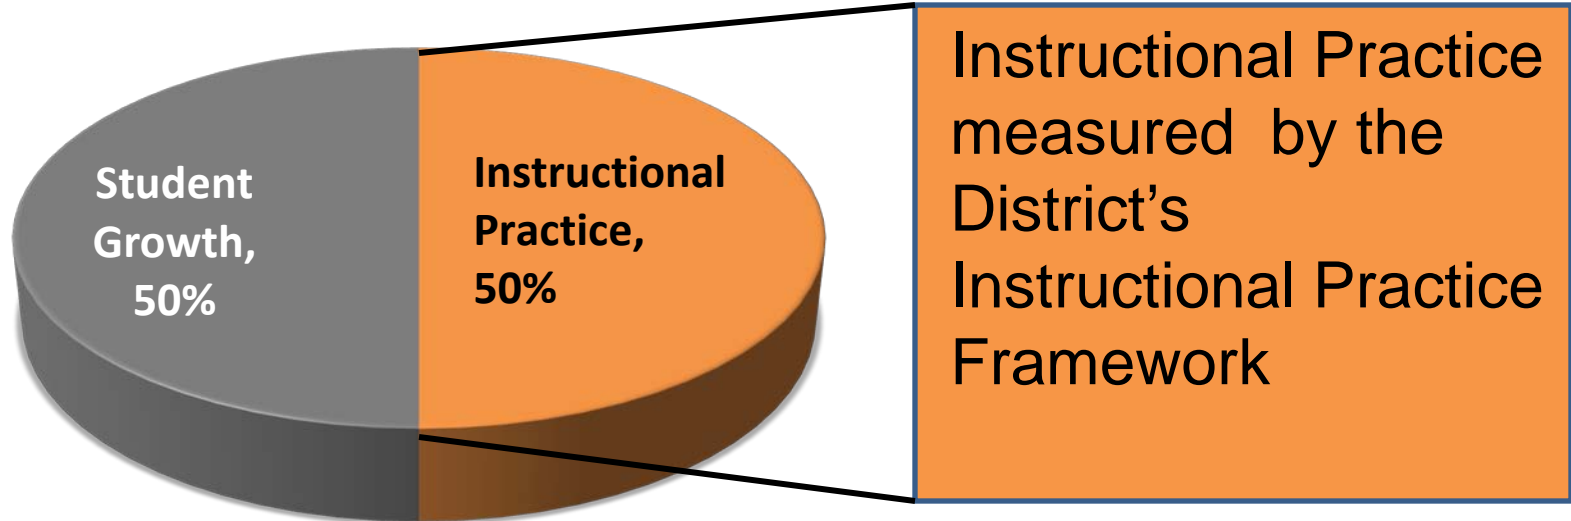 Student
Growth,
50%
Instructional
Practice,
50%
Instructional Practice
measured  by the
District’s
Instructional Practice
Framework